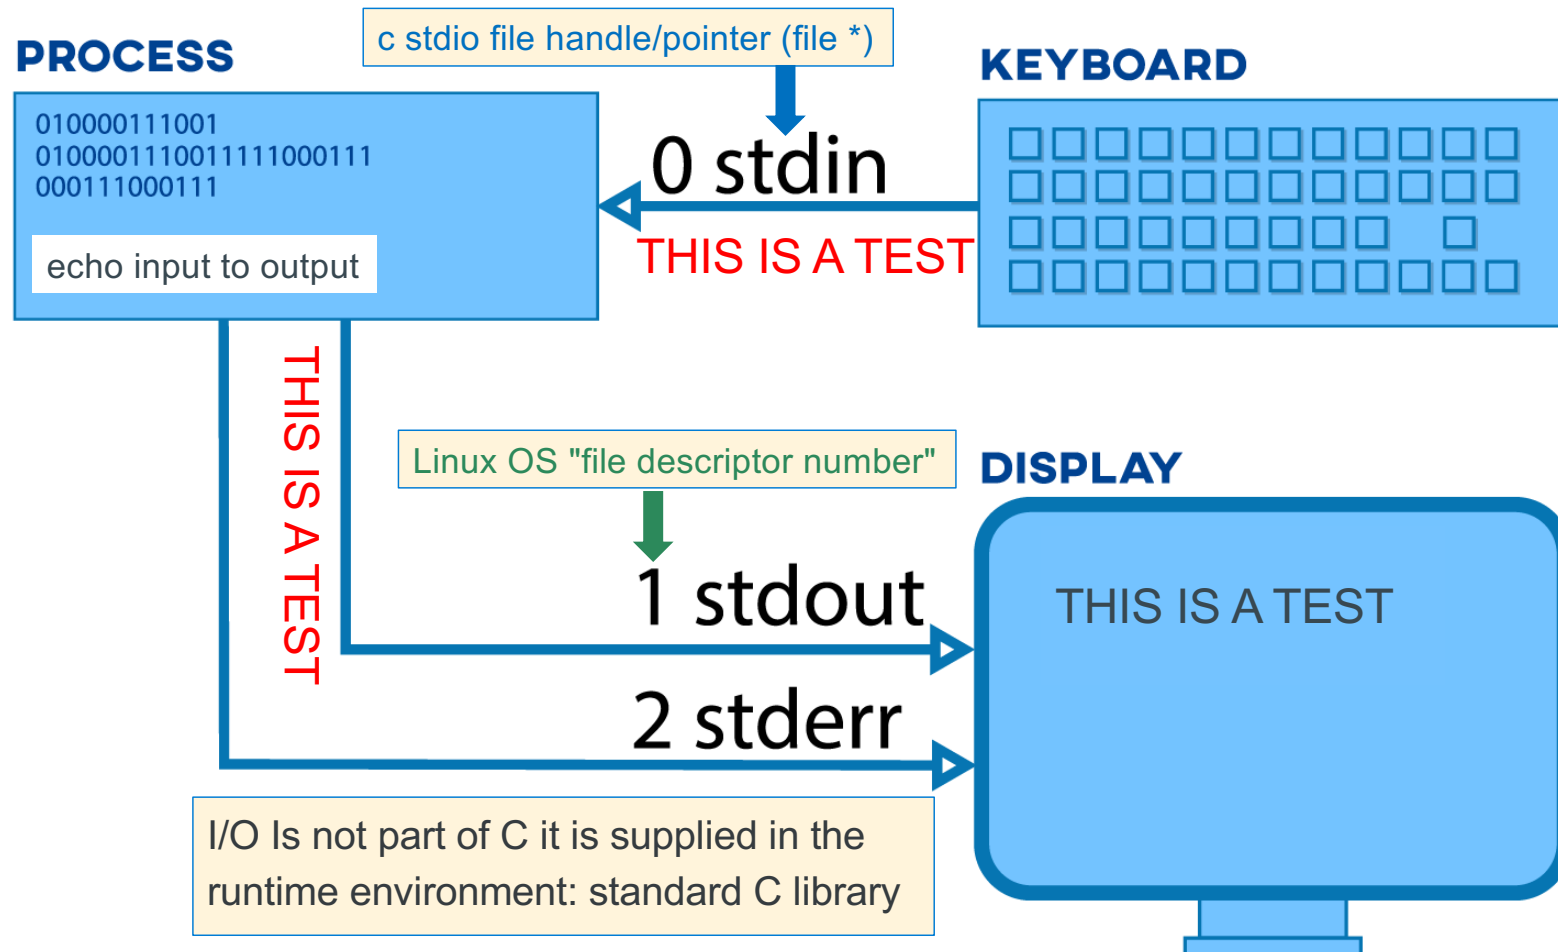 c stdio file handle/pointer (file *)
PROCESS
KEYBOARD
010000111001
0100001110011111000111
000111000111
0 stdin
echo input to output
THIS IS A TEST
THIS IS A TEST
Linux OS "file descriptor number"
DISPLAY
1 stdout
THIS IS A TEST
2 stderr
I/O Is not part of C it is supplied in the
runtime environment: standard C library